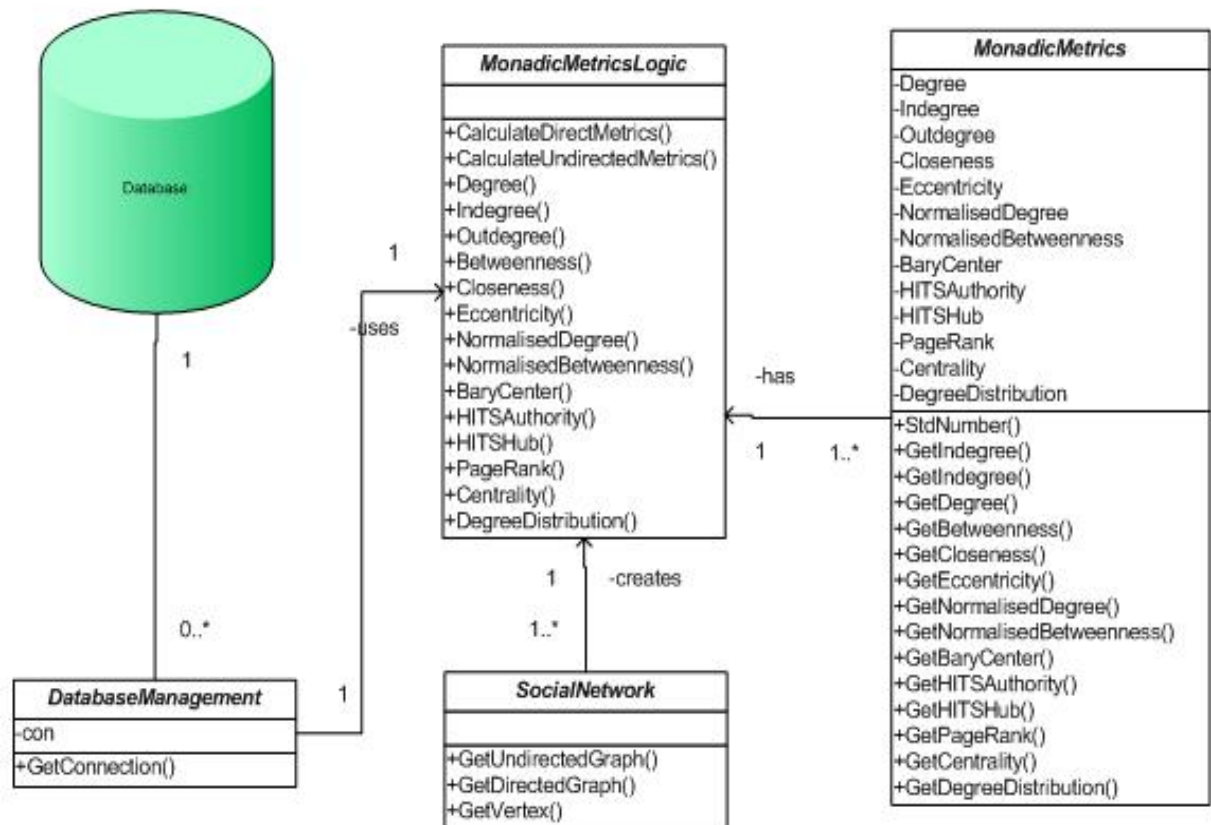 Database
1
0..*
DatabaseManagement
-con
+GetConnection()
1
-uses
1
MonadicMetricsLogic
+CalculateDirectMetrics()
+CalculateUndirectedMetrics()
+Degree()
+Indegree()
+Outdegree()
+Betweenness()
+Closeness()
+Eccentricity()
+NormalisedDegree()
+NormalisedBetweenness()
+BaryCenter()
+HITSAuthority()
+HITSHub()
+PageRank()
+Centrality()
+DegreeDistribution()
1
-creates
1..*
SocialNetwork
+GetUndirectedGraph()
+GetDirectedGraph()
+GetVertex()
-has
1
1..*
MonadicMetrics
-Degree
-Indegree
-Outdegree
-Closeness
-Eccentricity
-NormalisedDegree
-NormalisedBetweenness
-BaryCenter
-HITSAuthority
-HITSHub
-PageRank
-Centrality
-DegreeDistribution
+StdNumber()
+GetIndegree()
+GetIndegree()
+GetDegree()
+GetBetweenness()
+GetCloseness()
+GetEccentricity()
+GetNormalisedDegree()
+GetNormalisedBetweenness()
+GetBaryCenter()
+GetHITSAuthority()
+GetHITSHub()
+GetPageRank()
+GetCentrality()
+GetDegreeDistribution()